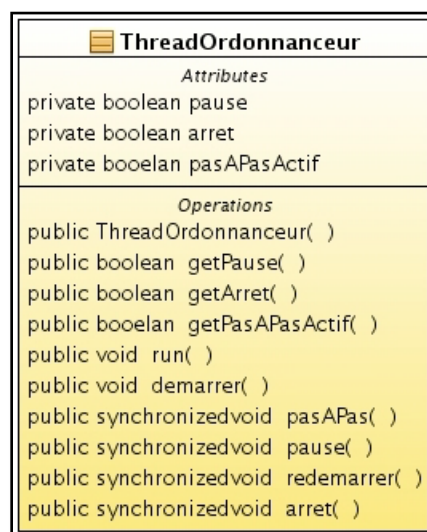 ThreadOrdonnanceur
Attributes
private boolean pause
private boolean arret
private booelan pasAPasActif
Operations
public ThreadOrdonnanceur( )
public boolean getPause( )
public boolean getArret( )
public booelan getPasAPasActif( )
public void run( )
public void demarrer( )
public synchronizedvoid pasAPas( )
public synchronizedvoid pause( )
public synchronizedvoid redemarrer( )
public synchronizedvoid arret( )